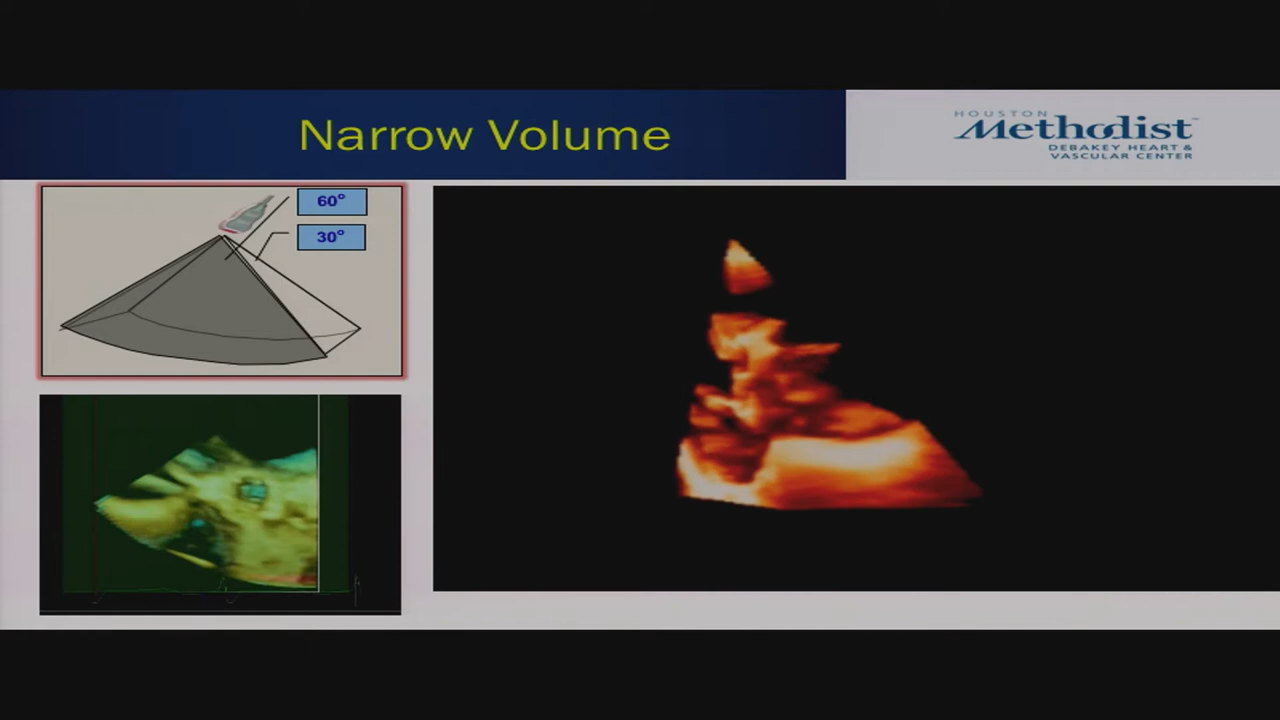 Narrow Volume
HOUSTON
Methodist
DEBAKEY HEART &
VASCULAR CENTER
60°
30°